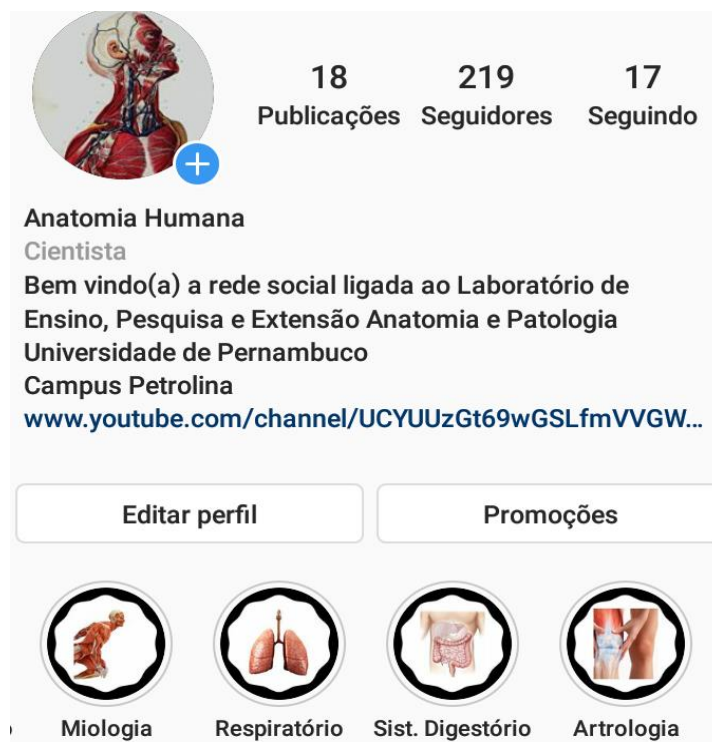 18 219 17
Publicações Seguidores Seguindo
Anatomia Humana
Cientista
Bem vindo(a) a rede social ligada ao Laboratório de
Ensino, Pesquisa e Extensão Anatomia e Patologia
Universidade de Pernambuco
Campus Petrolina
www.youtube.com/channel/UCYUUzGt69wGSLfmVVGW...
Editar perfil Promoções
Miologia Respiratório Sist. Digestório Artrologia